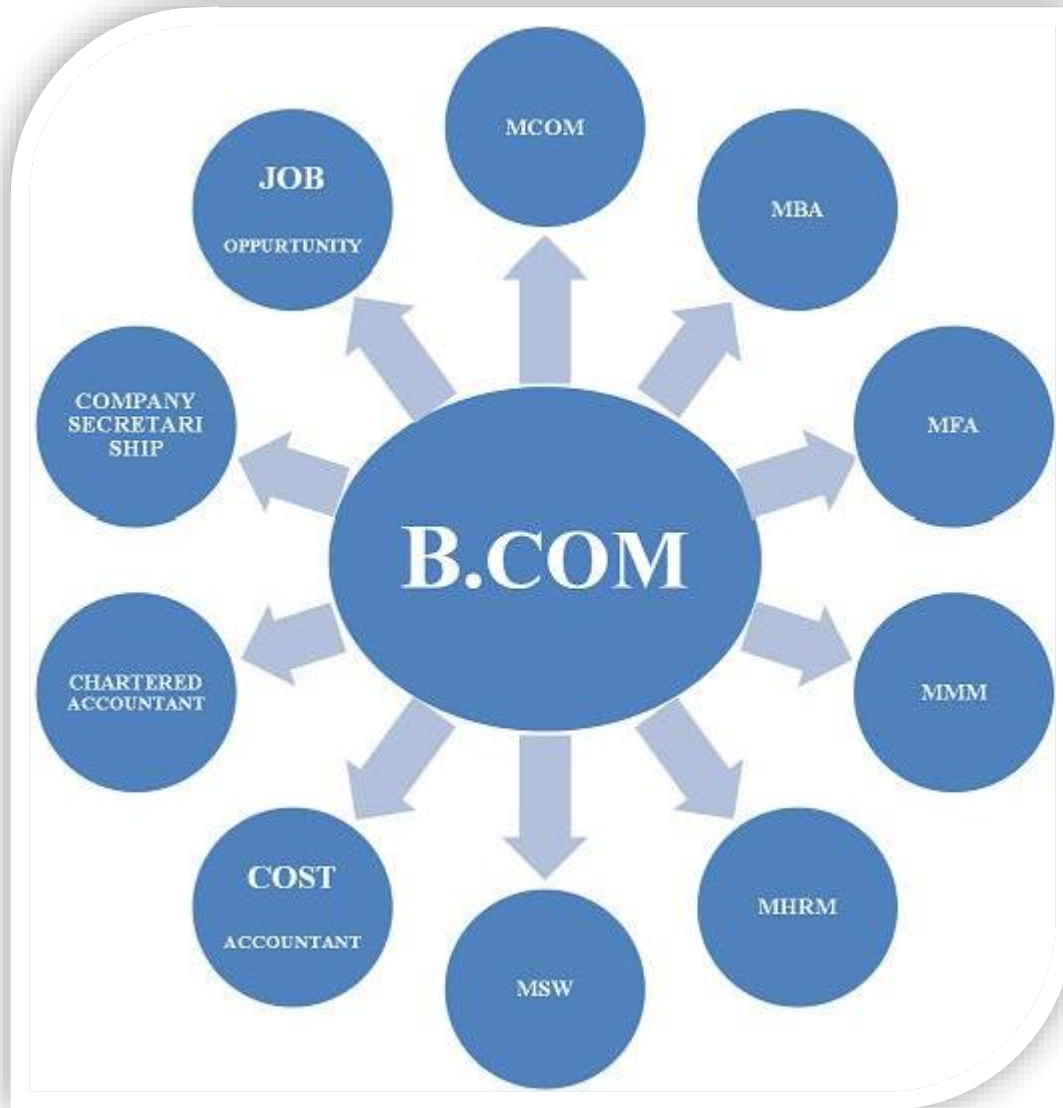 MCOM
MBA
MFA
MMM
MHRM
MSW
COST
ACCOUNTANT
CHARTERED
ACCOUNTANT
COMPANY
SECRETARI
SHIP
JOB
OPPURTUNITY
B.COM